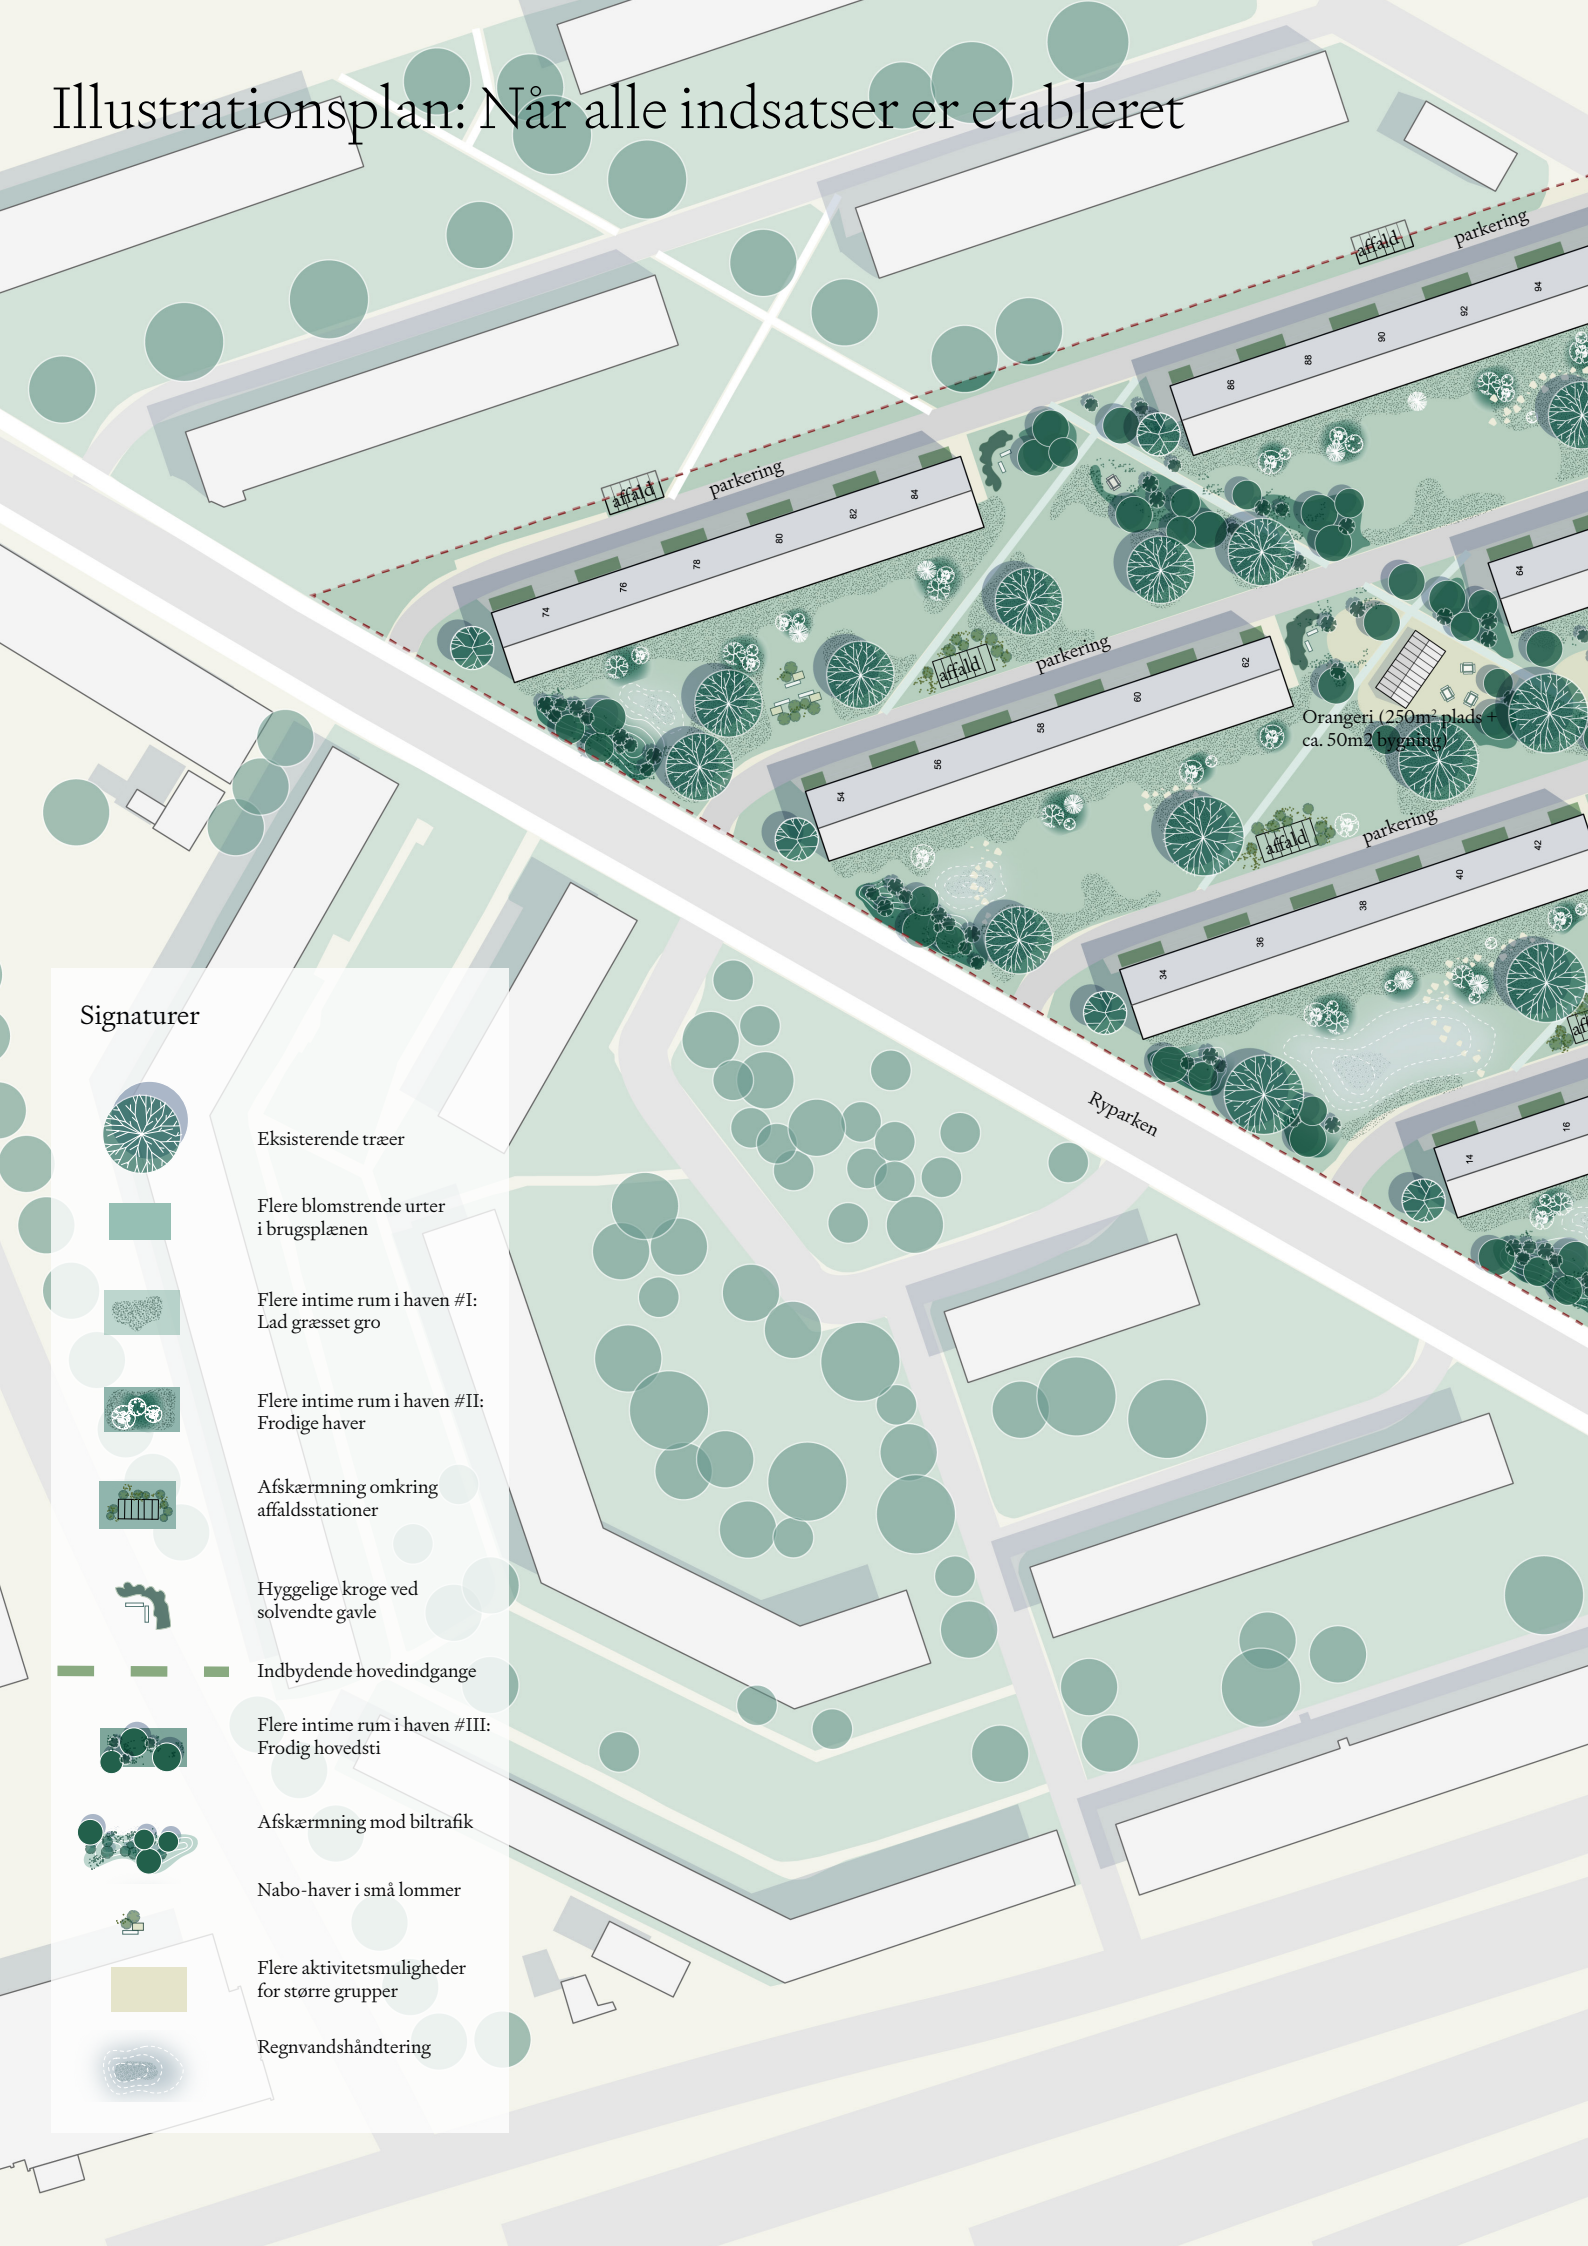 Illustrationsplan: Når alle indsatser er etableret
affald
parkering
94
92
90
88
86
affald
parkering
84
82
80
78
76
74
64
affald
parkering
62
60
58
56
54
Orangeri (250m² plads +
ca. 50m2 bygning)
affald
parkering
42
40
38
36
34
aff
16
14
Ryparken
Signaturer
Eksisterende træer
Flere blomstrende urter
i brugsplænen
Flere intime rum i haven #I:
Lad græsset gro
Flere intime rum i haven #II:
Frodige haver
Afskærmning omkring
affaldsstationer
Hyggelige kroge ved
solvendte gavle
Indbydende hovedindgange
Flere intime rum i haven #III:
Frodig hovedsti
Afskærmning mod biltrafik
Nabo-haver i små lommer
Flere aktivitetsmuligheder
for større grupper
Regnvandshåndtering